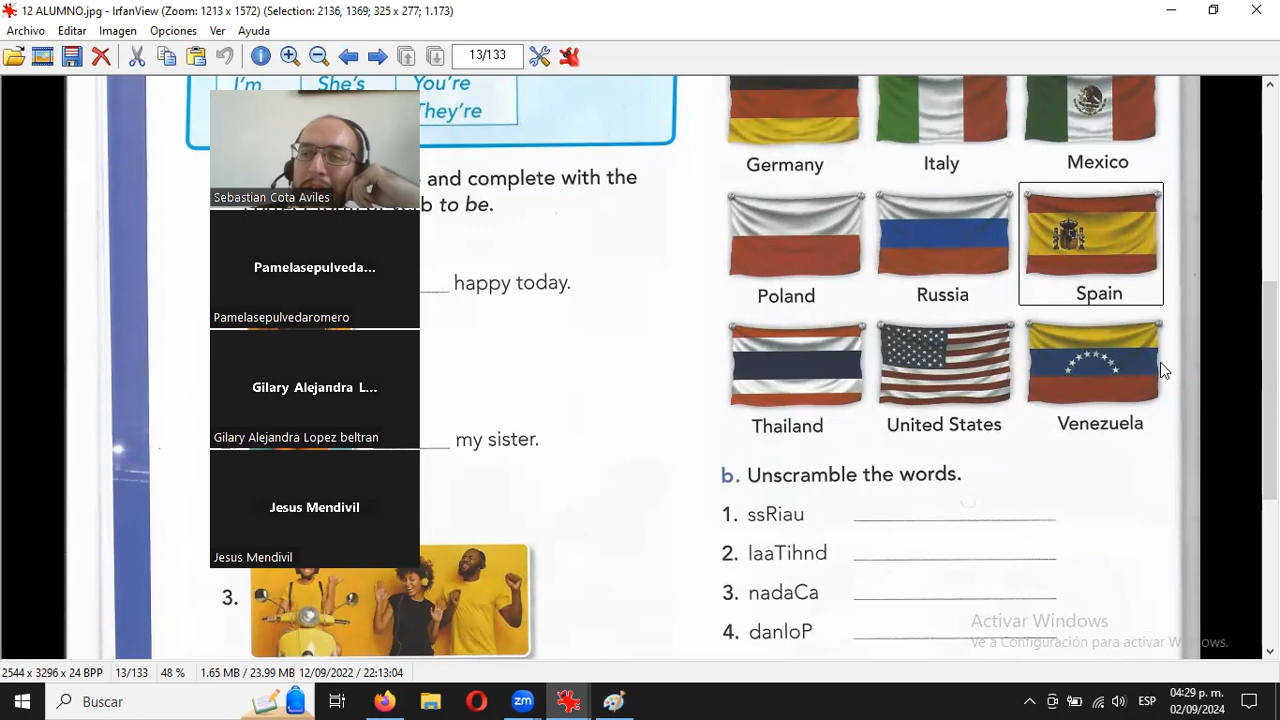 12 ALUMNO.jpg - IrfanView (Zoom: 1213 x 1572) (Selection: 2136, 1369; 325 x 277; 1.173)
Archivo Editar Imagen Opciones Ver Ayuda
13/133
I'm She's You're
They're
Sebastian Cota Aviles
Pamelasepulveda...
Pamelasepulvedaromero
Gilary Alejandra L...
Gilary Alejandra Lopez beltran
Jesus Mendivil
Jesus Mendivil
and complete with the
to be.
happy today.
my sister.
3.
Germany Italy Mexico
Poland Russia Spain
Thailand United States Venezuela
b. Unscramble the words.
1. ssRiau
2. laaTihnd
3. nadaCa
4. danloP
Activar Windows
Ve a Configuración para activar Windows.
2544 x 3296 x 24 BPP 13/133 48 % 1.65 MB / 23.99 MB 12/09/2022 / 22:13:04
Buscar
zm
ESP
04:29 p. m.
02/09/2024